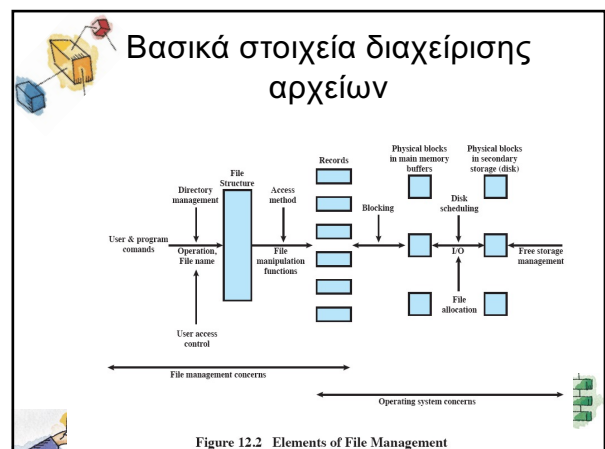 Βασικά στοιχεία διαχείρισης
αρχείων
Records
Physical blocks
in main memory
buffers
Physical blocks
in secondary
storage (disk)
File
Structure
Directory
management
Access
method
Blocking
Disk
scheduling
User & program
comands
Operation,
File name
File
manipulation
functions
I/O
Free storage
management
File
allocation
User access
control
File management concerns
Operating system concerns
Figure 12.2 Elements of File Management